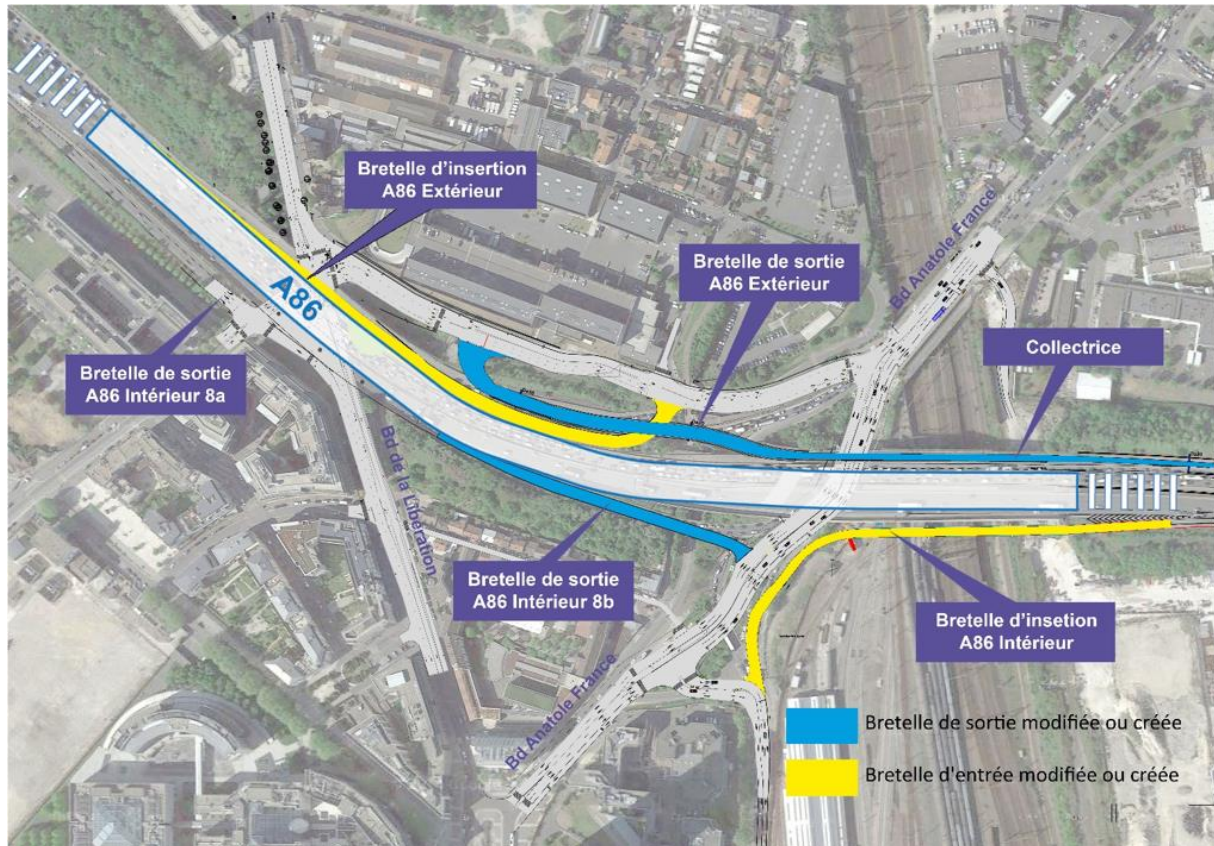 Bretelle d'insertion
A86 Extérieur
Bd Anatole France
Bretelle de sortie
A86 Extérieur
A86
Collectrice
Bretelle de sortie
A86 Intérieur 8a
Bd de la Libération
Bretelle de sortie
A86 Intérieur 8b
Bretelle d'insetion
A86 Intérieur
Bd Anatole France
Bretelle de sortie modifiée ou créée
Bretelle d'entrée modifiée ou créée